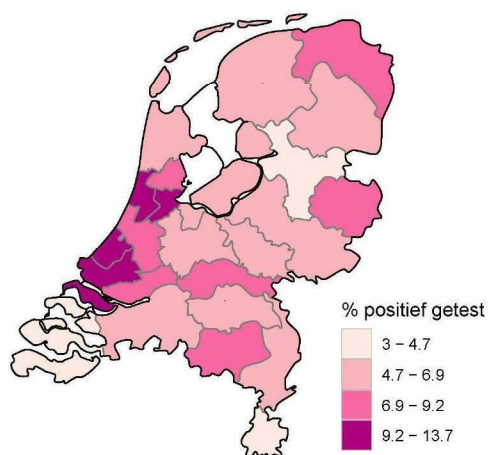 % positief getest
3 – 4.7
4.7 – 6.9
6.9 – 9.2
9.2 – 13.7